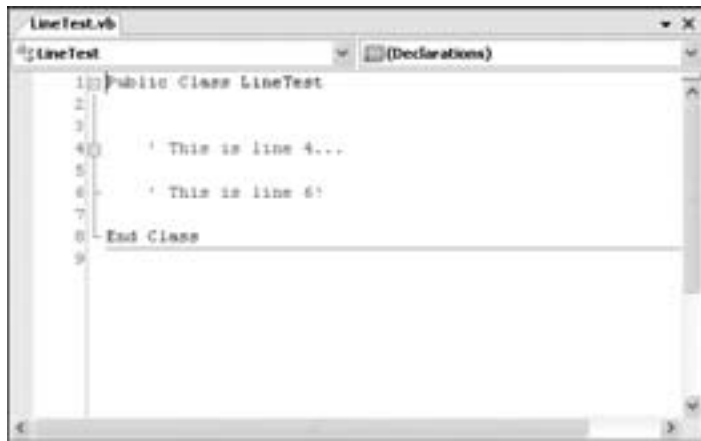 LineTest.vb
LineTest (Declarations)
1 Public Class LineTest
2
3
4 ' This is line 4...
5
6 ' This is line 6!
7
8 End Class
9